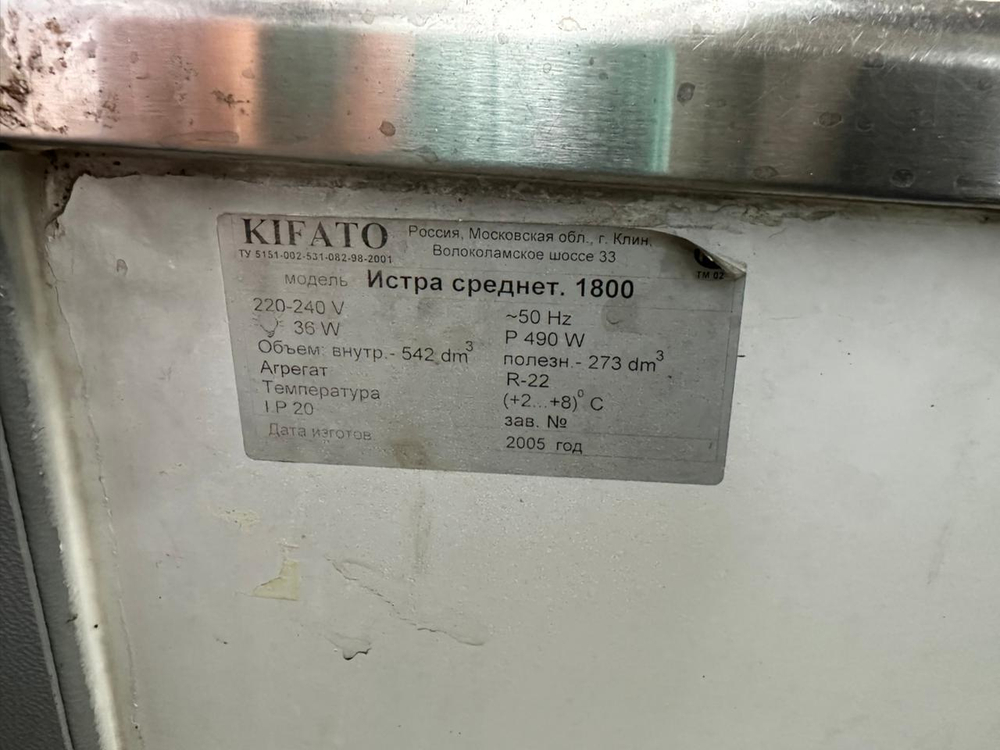 KIFATO
ТУ 5151-002-531-082-98-2001
Россия, Московская обл., г. Клин,
Волоколамское шоссе 33
ТМ 02
модель Истра среднет. 1800
220-240 V ~50 Hz
36 W P 490 W
Объем: внутр.- 542 dm³ полезн.- 273 dm³
Агрегат R-22
Температура (+2...+8)⁰ C
I.P 20 зав. №
Дата изготов 2005 год